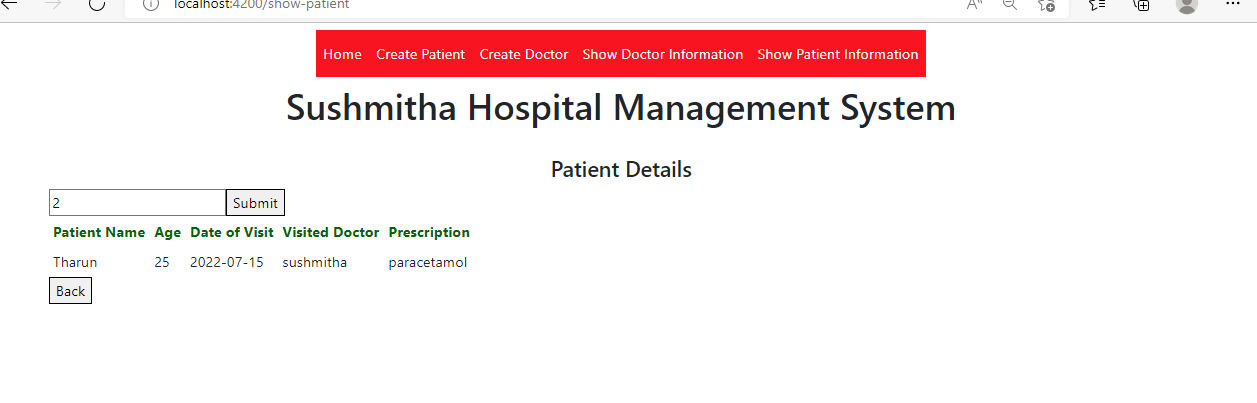 localhost:4200/show-patient
Home Create Patient Create Doctor Show Doctor Information Show Patient Information
Sushmitha Hospital Management System
Patient Details
2 Submit
Patient Name Age Date of Visit Visited Doctor Prescription
Tharun 25 2022-07-15 sushmitha paracetamol
Back